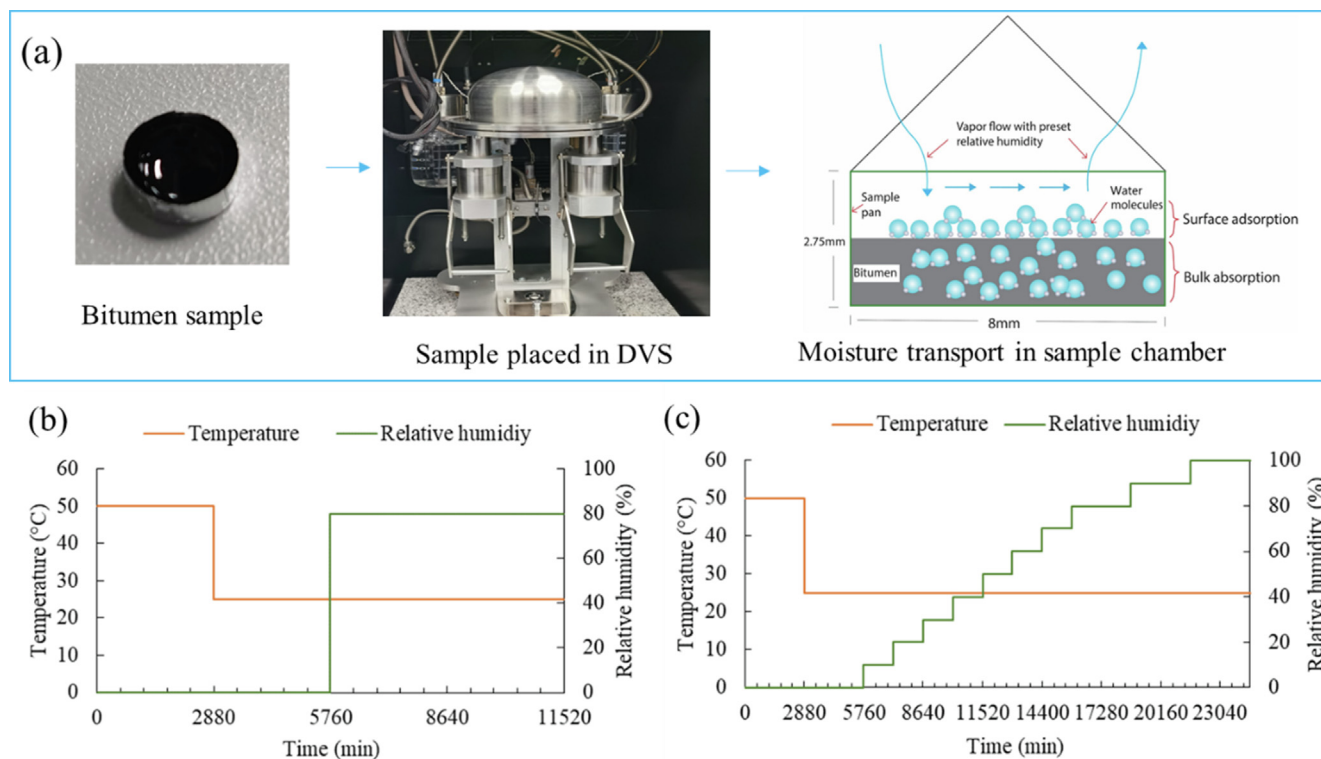 (a)
Bitumen sample
Sample placed in DVS
Vapor flow with preset
relative humidity
Sample
pan
Water
molecules
Surface adsorption
2.75mm
Bitumen
Bulk absorption
8mm
Moisture transport in sample chamber
(b)
Temperature
Relative humidiy
Temperature (°C)
60
50
40
30
20
10
0
Relative humidity (%)
100
80
60
40
20
0
0
2880
5760
8640
11520
Time (min)
(c)
Temperature
Relative humidiy
Temperature (°C)
60
50
40
30
20
10
0
Relative humidity (%)
100
80
60
40
20
0
0
2880
5760
8640
11520
14400
17280
20160
23040
Time (min)